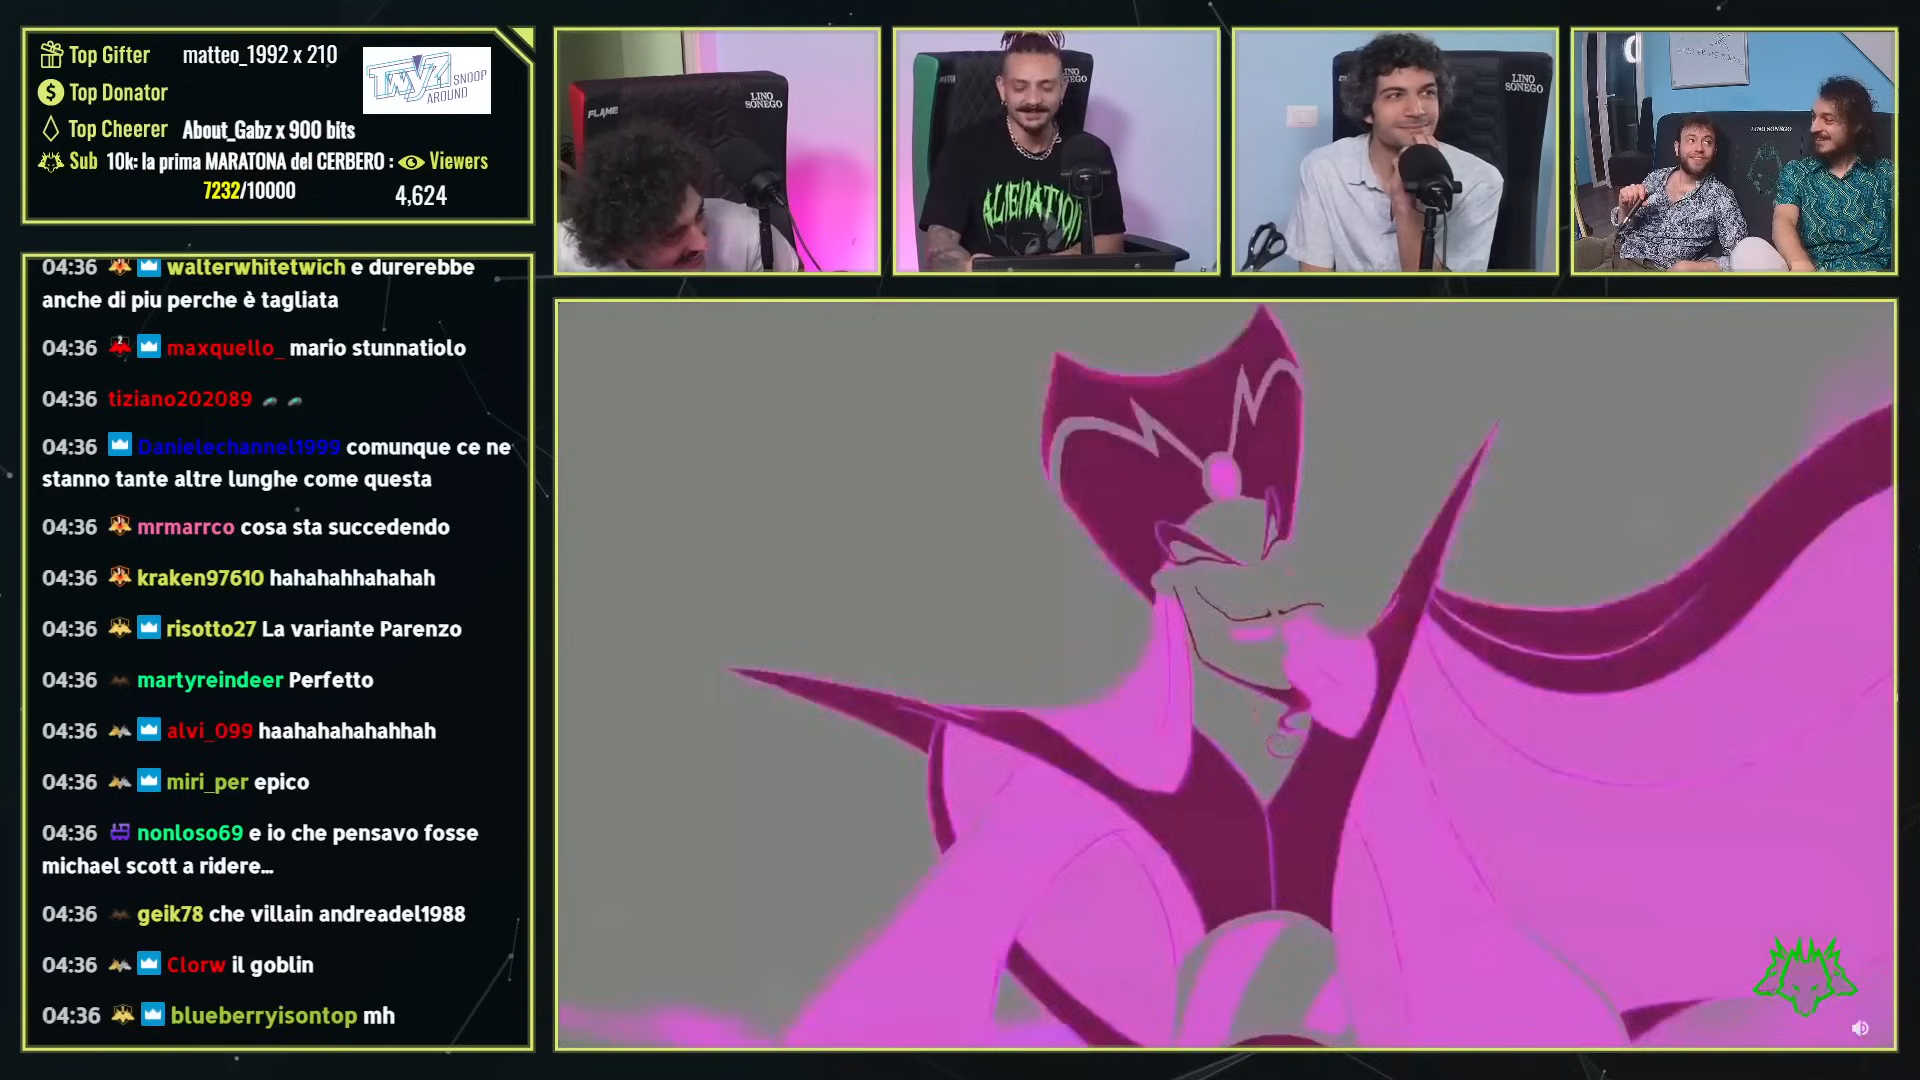 Top Gifter matteo_1992 x 210
TWYZ SNOOP AROUND
Top Donator
Top Cheerer About_Gabz x 900 bits
Sub 10k: la prima MARATONA del CERBERO : Viewers
7232/10000 4,624
FLAME
LINO SONEGO
LINO SONEGO
ALIENATION
LINO SONEGO
LINO SONEGO
04:36 walterwhitetwich e durerebbe
anche di piu perche è tagliata
04:36 maxquello_ mario stunnatiolo
04:36 tiziano202089
04:36 Danielechannel1999 comunque ce ne
stanno tante altre lunghe come questa
04:36 mrmarrco cosa sta succedendo
04:36 kraken97610 hahahahhahahah
04:36 risotto27 La variante Parenzo
04:36 martyreindeer Perfetto
04:36 alvi_099 haahahahahahhah
04:36 miri_per epico
04:36 nonloso69 e io che pensavo fosse
michael scott a ridere...
04:36 geik78 che villain andreadel1988
04:36 Clorw il goblin
04:36 blueberryisontop mh